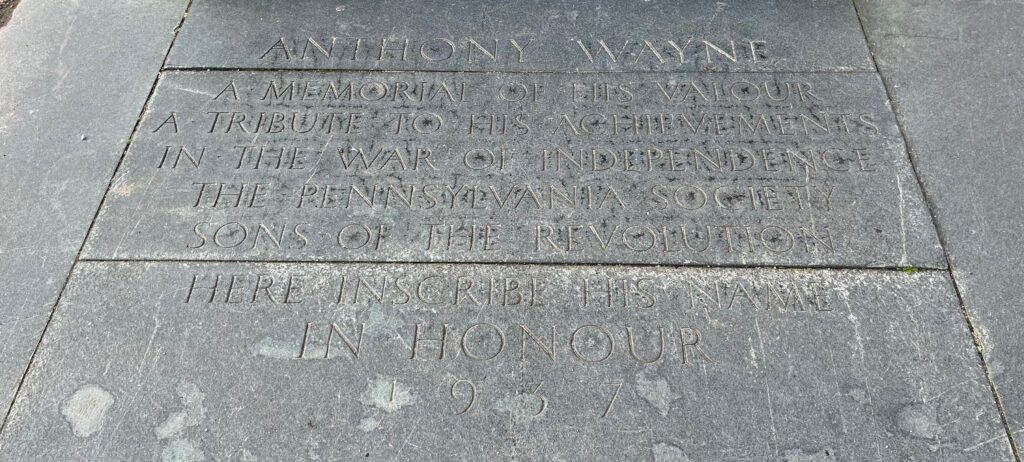 ANTHONY WAYNE
A MEMORIAL OF HIS VALOUR
A TRIBUTE TO HIS ACHIEVEMENTS
IN THE WAR OF INDEPENDENCE
THE PENNSYLVANIA SOCIETY
SONS OF THE REVOLUTION
HERE INSCRIBE HIS NAME
IN HONOUR
1937